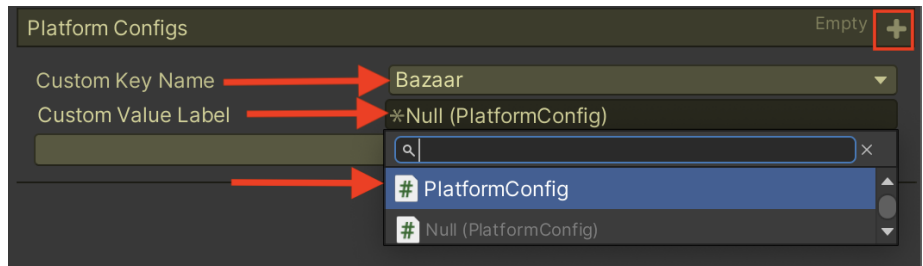 Platform Configs Empty
Custom Key Name Bazaar
Custom Value Label *Null (PlatformConfig)
# PlatformConfig
# Null (PlatformConfig)